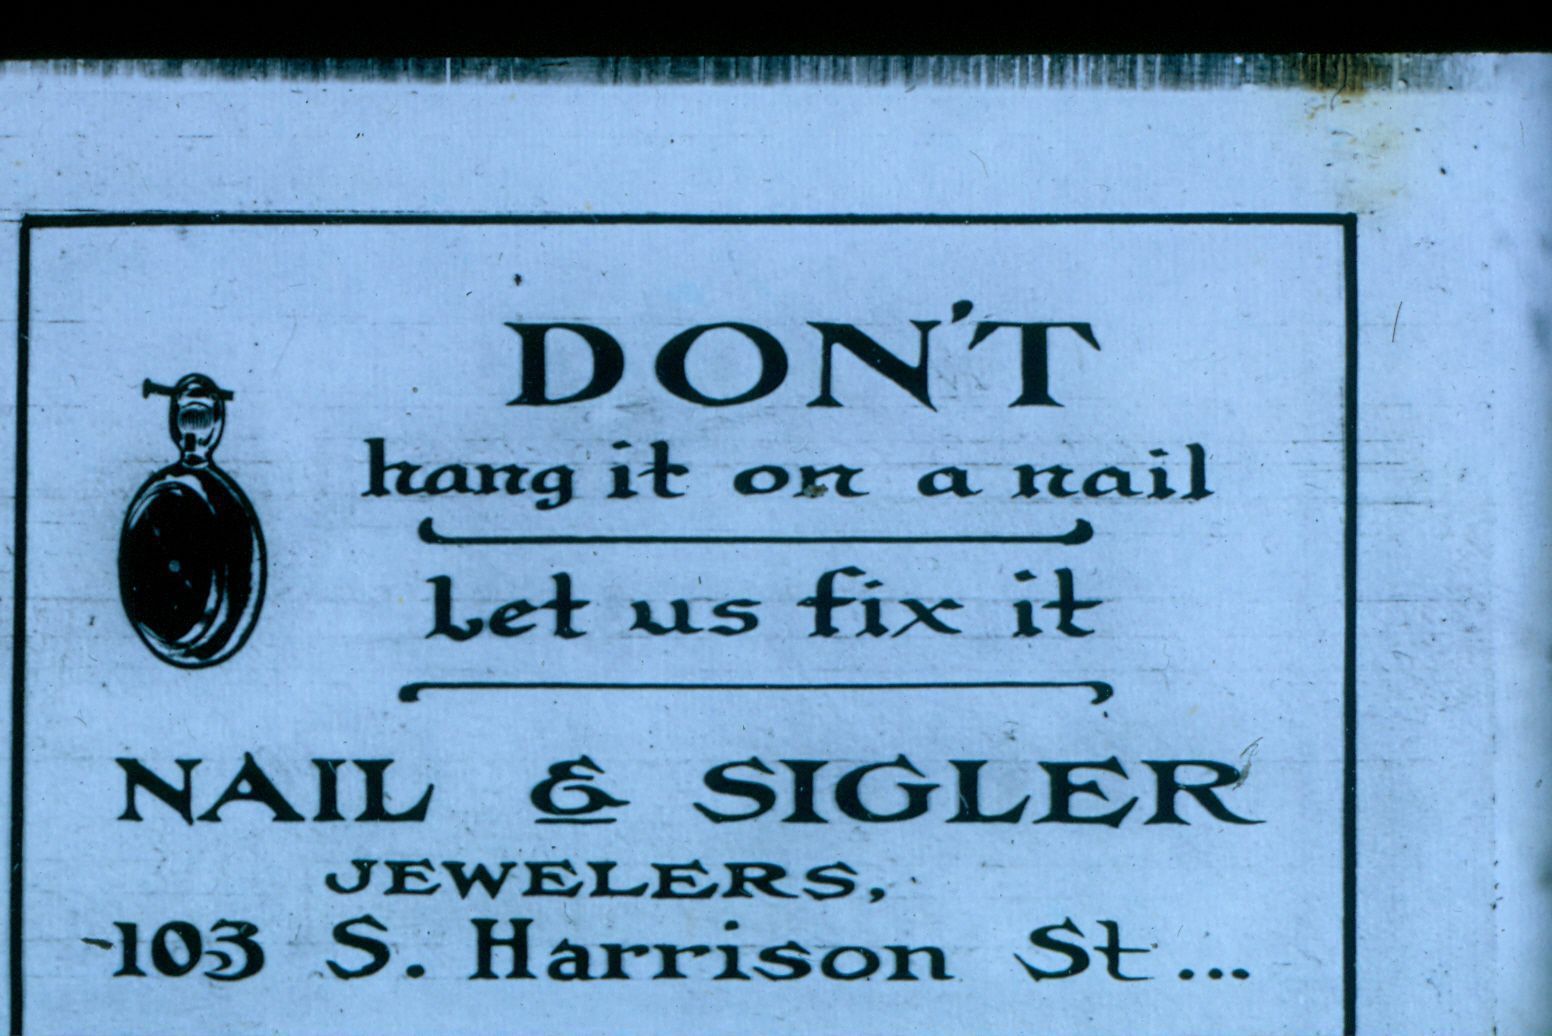 DON'T
hang it on a nail
Let us fix it
NAIL & SIGLER
JEWELERS,
103 S. Harrison St...